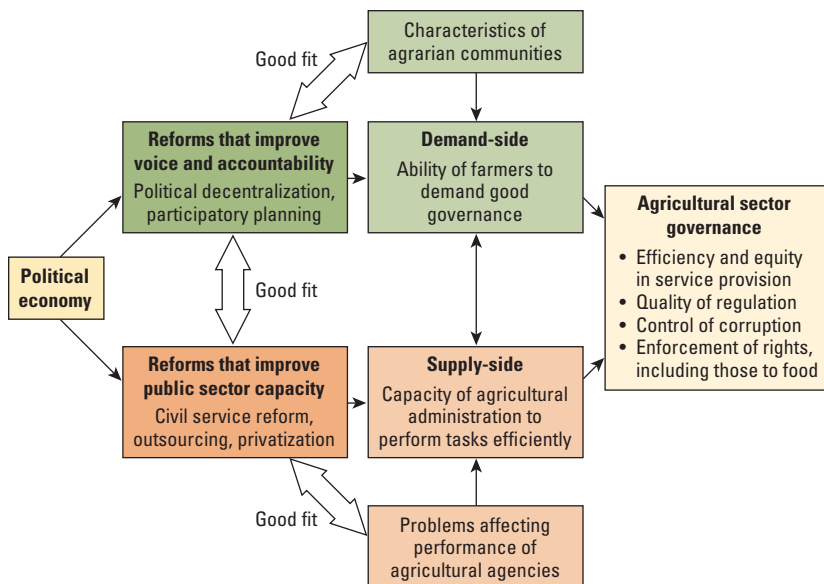 Characteristics of
agrarian communities
Good fit
Reforms that improve
voice and accountability
Political decentralization,
participatory planning
Demand-side
Ability of farmers to
demand good
governance
Agricultural sector
governance
• Efficiency and equity
in service provision
• Quality of regulation
• Control of corruption
• Enforcement of rights,
including those to food
Political
economy
Good fit
Reforms that improve
public sector capacity
Civil service reform,
outsourcing, privatization
Supply-side
Capacity of agricultural
administration to
perform tasks efficiently
Good fit
Problems affecting
performance of
agricultural agencies